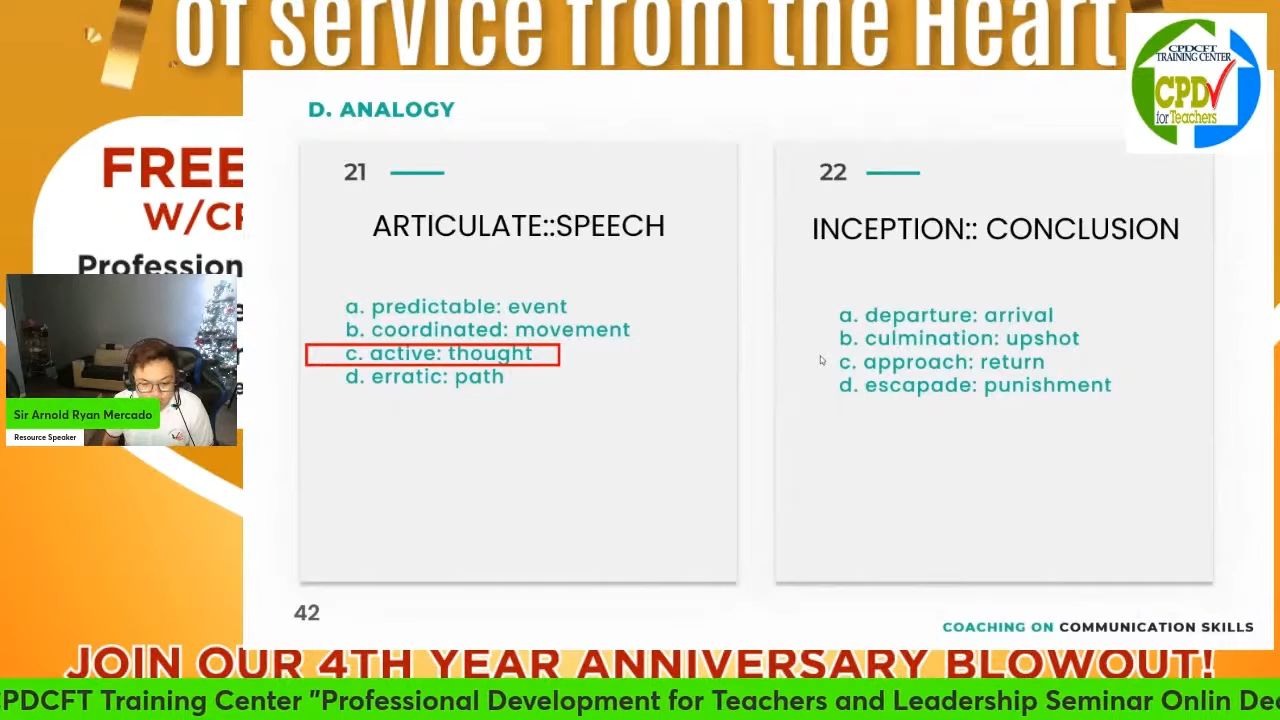 of service from the Heart
CPDCFT
TRAINING CENTER
CPD
for Teachers
FREE
W/CP
Profession
D. ANALOGY
21
ARTICULATE::SPEECH
a. predictable: event
b. coordinated: movement
c. active: thought
d. erratic: path
22
INCEPTION:: CONCLUSION
a. departure: arrival
b. culmination: upshot
c. approach: return
d. escapade: punishment
Sir Arnold Ryan Mercado
Resource Speaker
42
COACHING ON COMMUNICATION SKILLS
JOIN OUR 4TH YEAR ANNIVERSARY BLOWOUT!
CPDCFT Training Center "Professional Development for Teachers and Leadership Seminar Onlin Dec